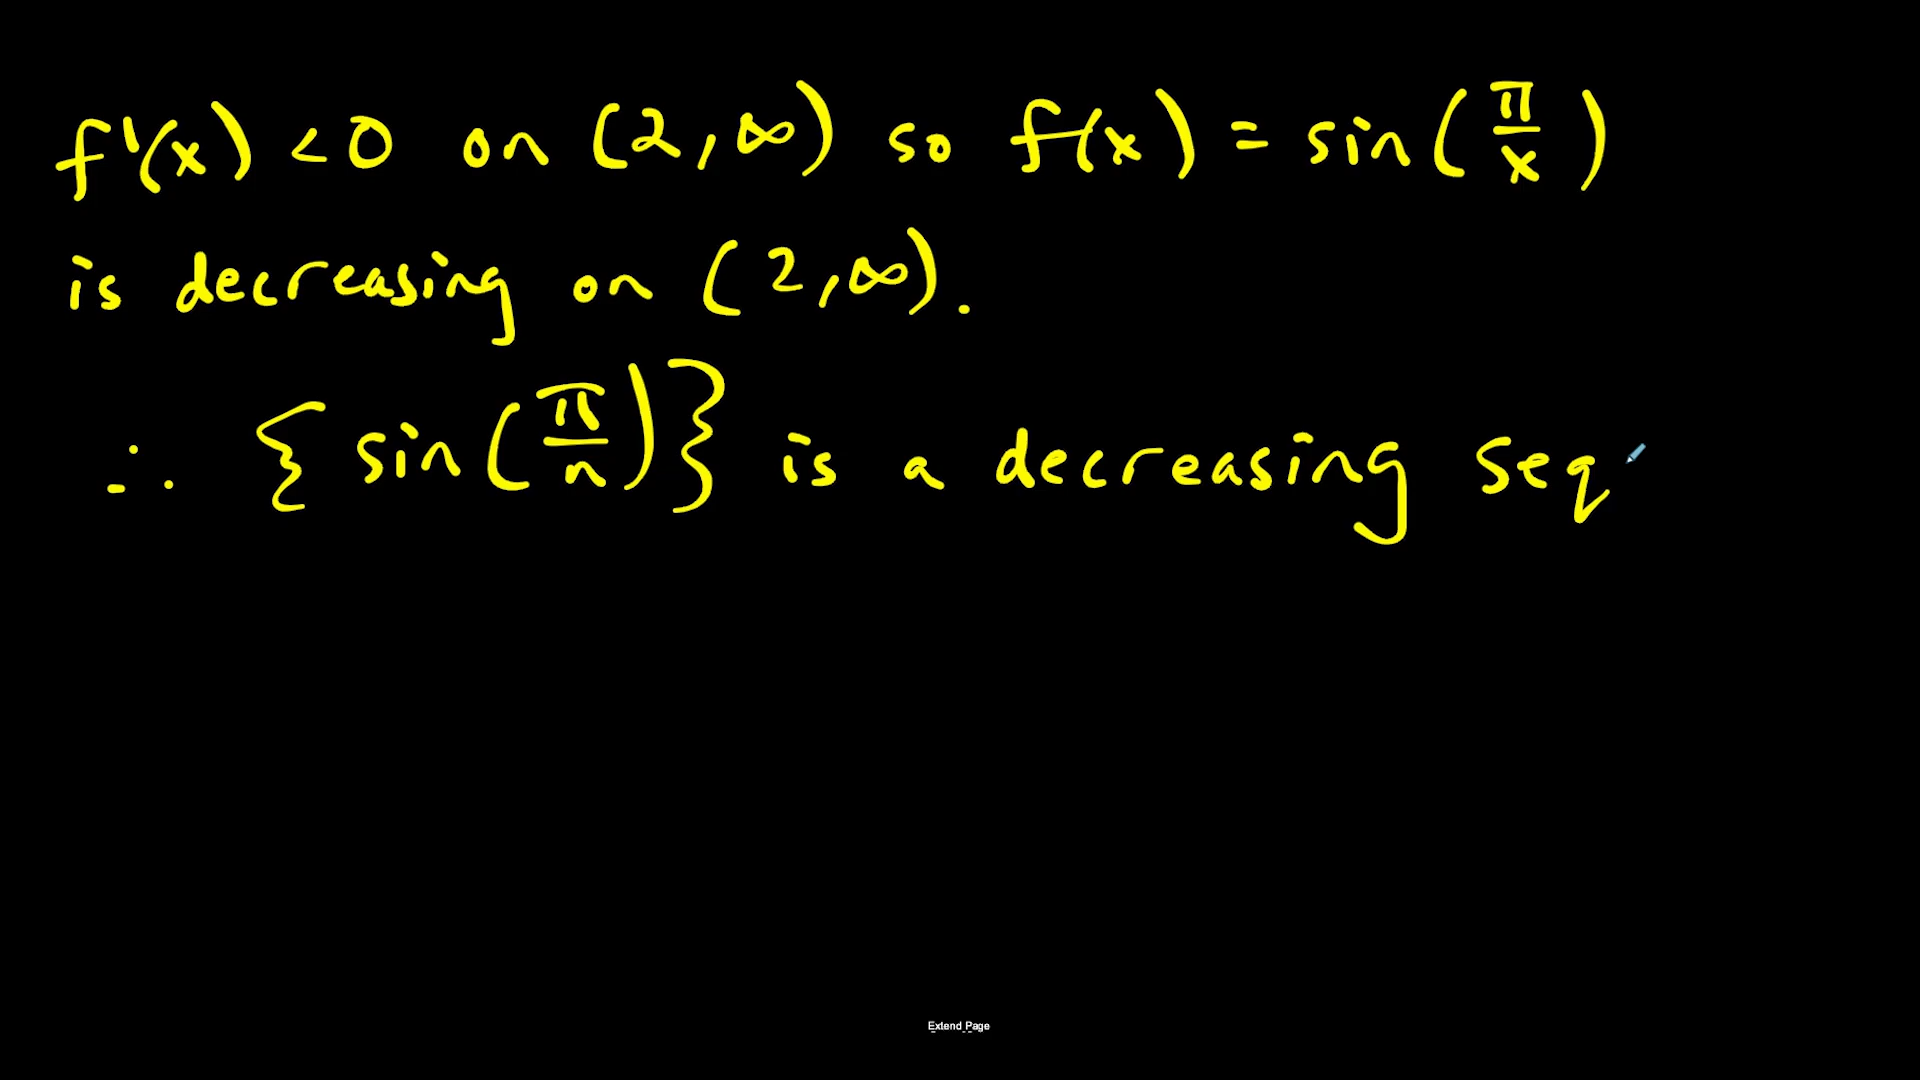 f'(x) < 0 on (2, ∞) so f(x) = sin(π/x)
is decreasing on (2, ∞).
∴ {sin(π/n)} is a decreasing seq
Extend Page